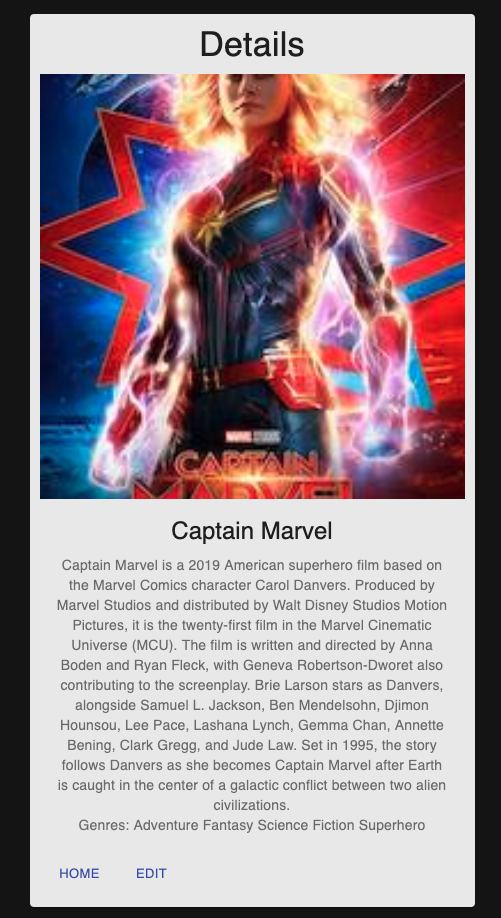 Details
MARVEL STUDIOS
CAPTAIN
MARVEL
Captain Marvel
Captain Marvel is a 2019 American superhero film based on
the Marvel Comics character Carol Danvers. Produced by
Marvel Studios and distributed by Walt Disney Studios Motion
Pictures, it is the twenty-first film in the Marvel Cinematic
Universe (MCU). The film is written and directed by Anna
Boden and Ryan Fleck, with Geneva Robertson-Dworet also
contributing to the screenplay. Brie Larson stars as Danvers,
alongside Samuel L. Jackson, Ben Mendelsohn, Djimon
Hounsou, Lee Pace, Lashana Lynch, Gemma Chan, Annette
Bening, Clark Gregg, and Jude Law. Set in 1995, the story
follows Danvers as she becomes Captain Marvel after Earth
is caught in the center of a galactic conflict between two alien
civilizations.
Genres: Adventure Fantasy Science Fiction Superhero
HOME EDIT